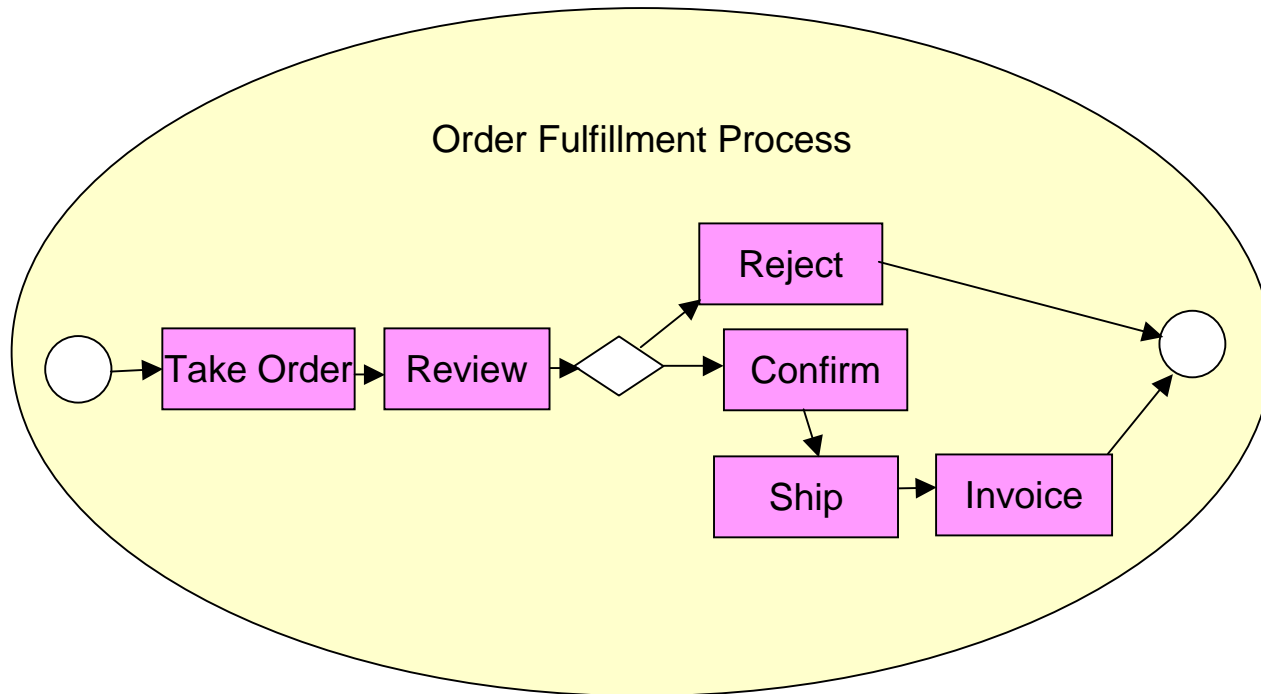 Order Fulfillment Process
Reject
Take Order
Review
Confirm
Ship
Invoice